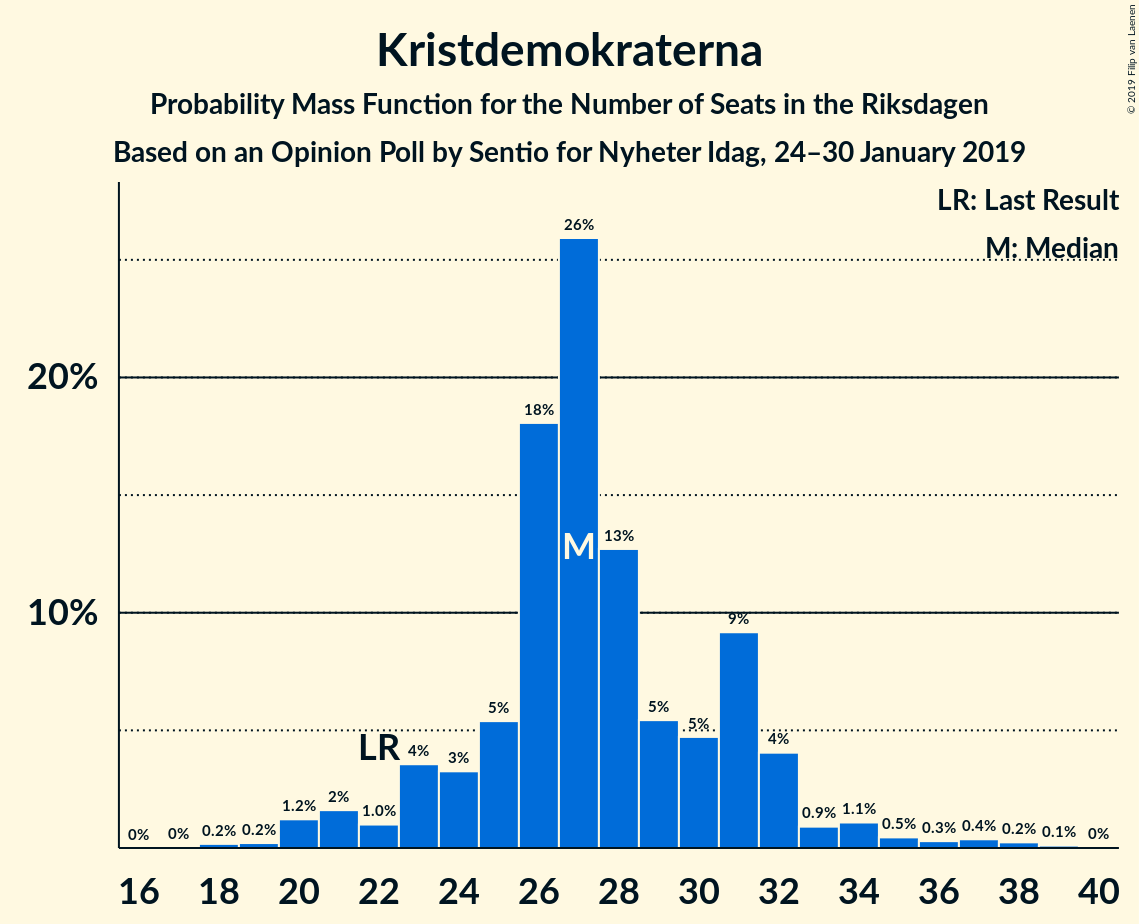 © 2019 Filip van Laenen
Kristdemokraterna
Probability Mass Function for the Number of Seats in the Riksdagen
Based on an Opinion Poll by Sentio for Nyheter Idag, 24–30 January 2019
LR: Last Result
M: Median
20%
10%
0% 0% 0.2% 0.2% 1.2% 2% 1.0% 4% 3% 5% 18% 26% 13% 5% 5% 9% 4% 0.9% 1.1% 0.5% 0.3% 0.4% 0.2% 0.1% 0%
LR
M
16 18 20 22 24 26 28 30 32 34 36 38 40